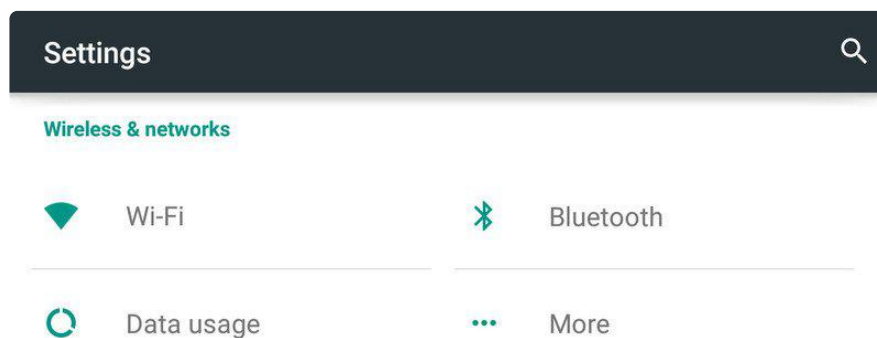 Settings
Wireless & networks
Wi-Fi
Bluetooth
Data usage
More